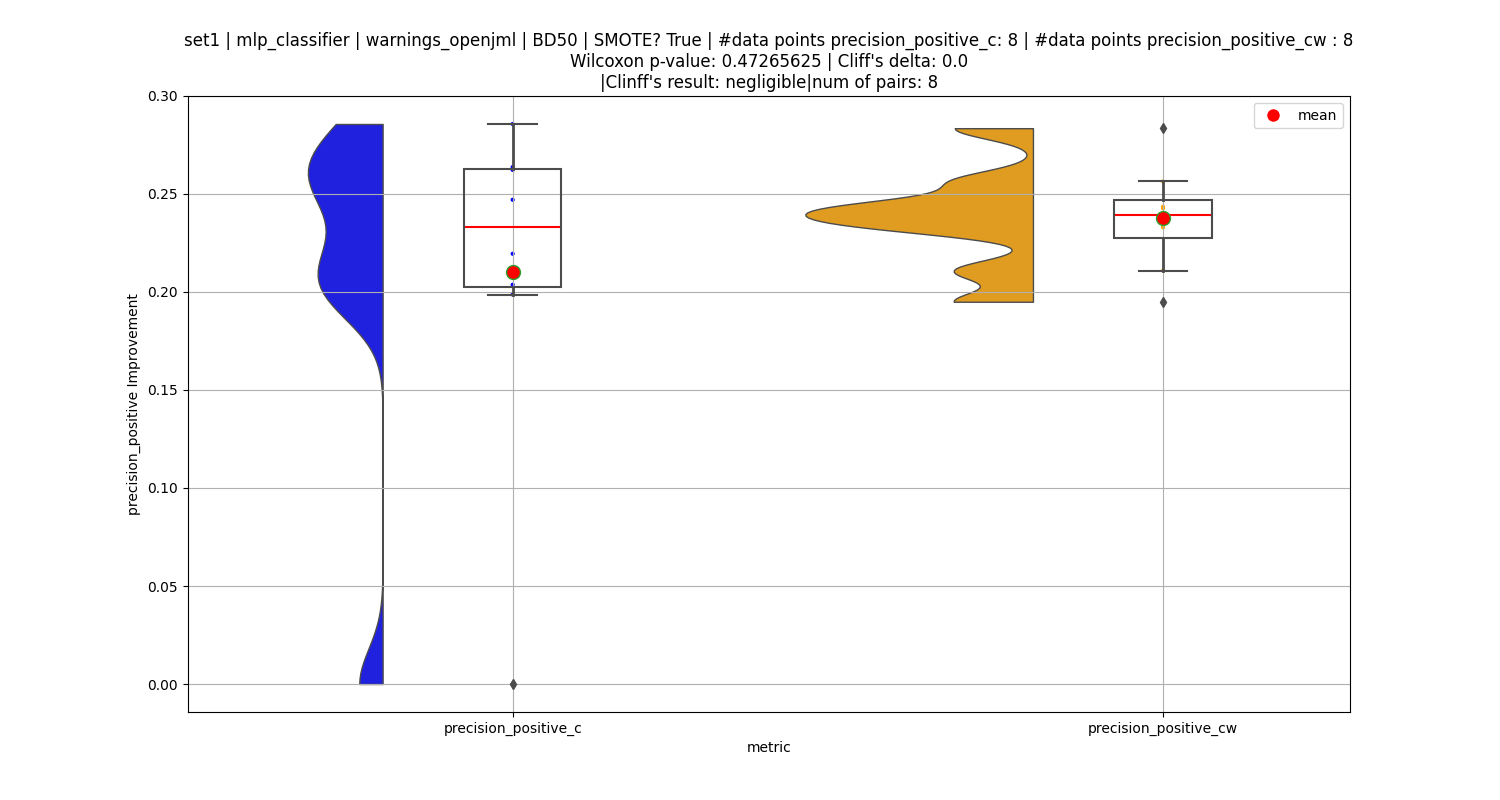 set1 | mlp_classifier | warnings_openjml | BD50 | SMOTE? True | #data points precision_positive_c: 8 | #data points precision_positive_cw : 8
Wilcoxon p-value: 0.47265625 | Cliff's delta: 0.0
|Clinff's result: negligible|num of pairs: 8
mean
0.30
0.25
0.20
0.15
0.10
0.05
0.00
precision_positive Improvement
precision_positive_c
precision_positive_cw
metric